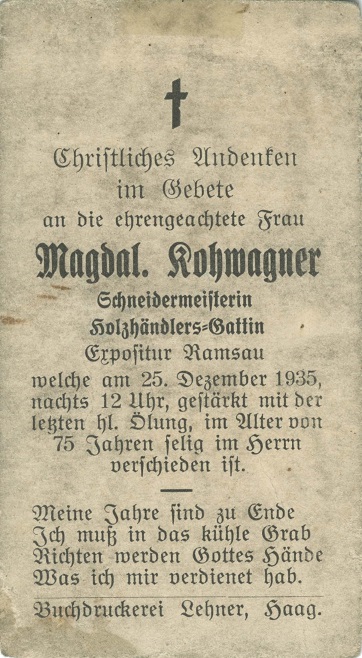 Christliches Andenken
im Gebete
an die ehrengeachtete Frau
Magdal. Kohwagner
Schneidermeisterin
Holzhändlers-Gattin
Expositur Ramsau
welche am 25. Dezember 1935,
nachts 12 Uhr, gestärkt mit der
letzten hl. Ölung, im Alter von
75 Jahren selig im Herrn
verschieden ist.
Meine Jahre sind zu Ende
Ich muß in das kühle Grab
Richten werden Gottes Hände
Was ich mir verdienet hab.
Buchdruckerei Lehner, Haag.